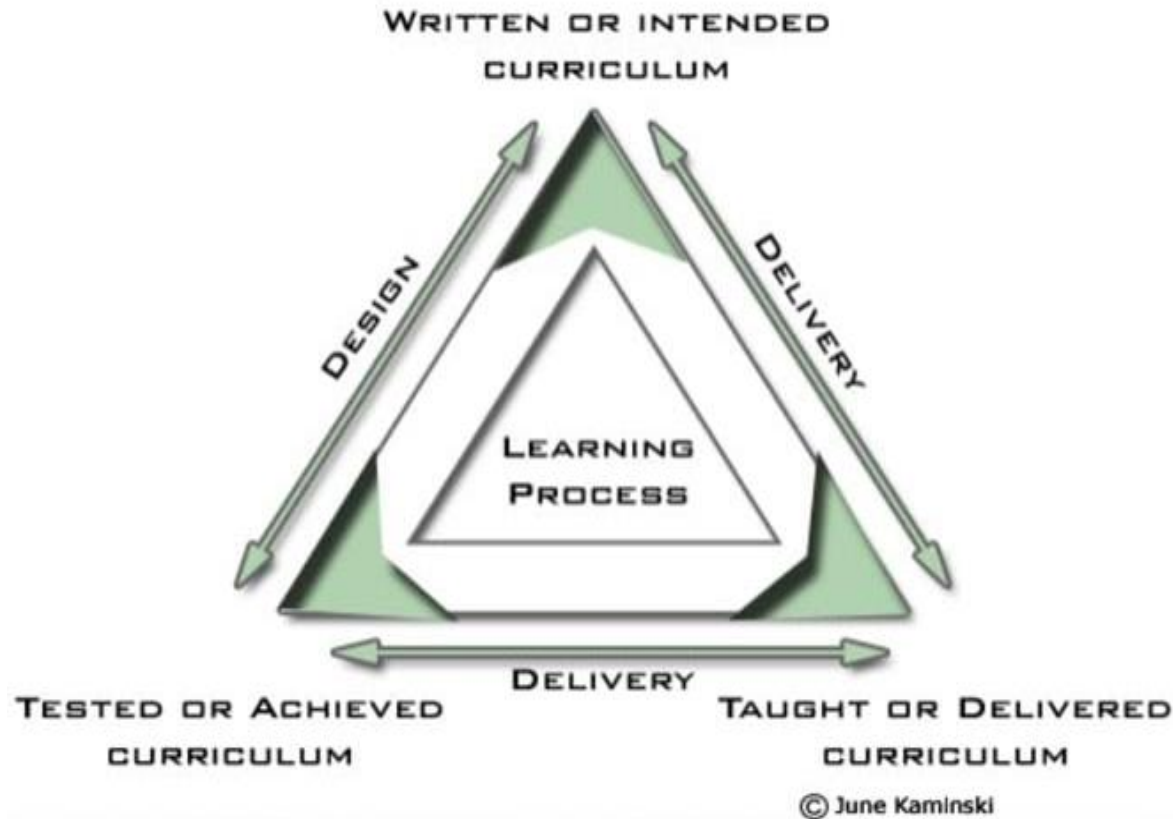 WRITTEN OR INTENDED
CURRICULUM
DESIGN
DELIVERY
LEARNING
PROCESS
DELIVERY
TESTED OR ACHIEVED
CURRICULUM
TAUGHT OR DELIVERED
CURRICULUM
© June Kaminski